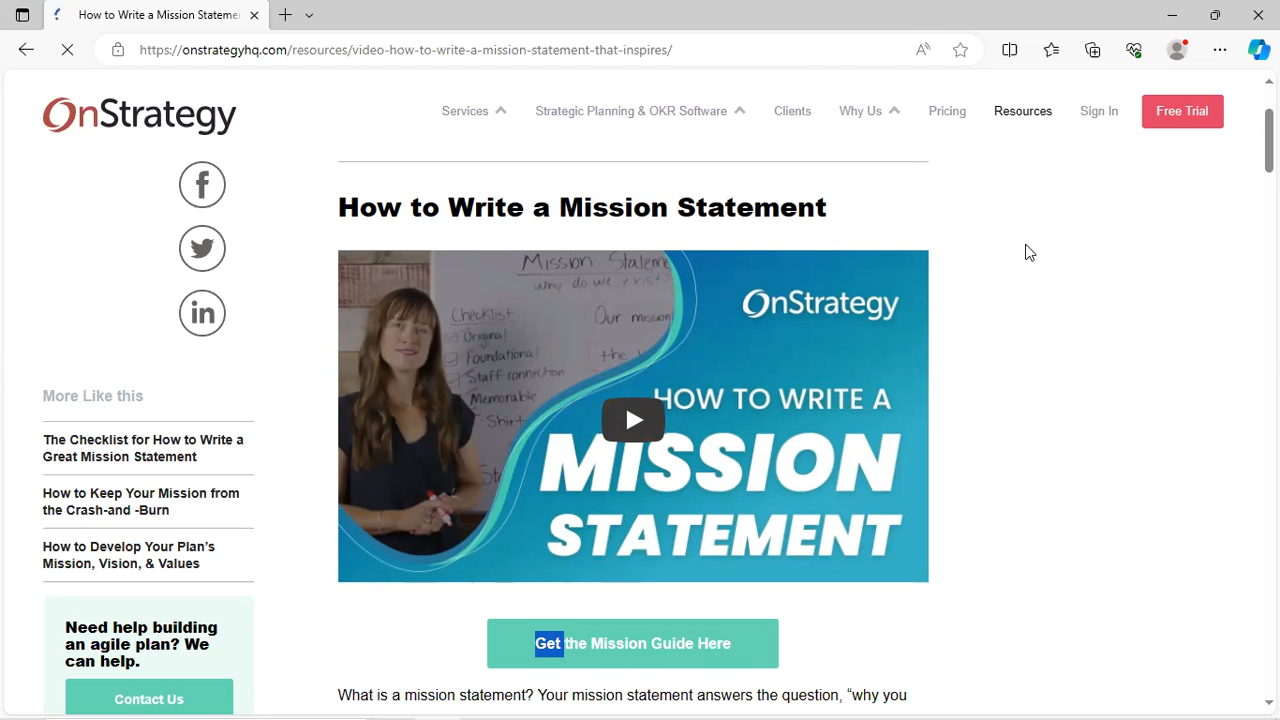 How to Write a Mission Stateme
https://onstrategyhq.com/resources/video-how-to-write-a-mission-statement-that-inspires/
OnStrategy
Services
Strategic Planning & OKR Software
Clients
Why Us
Pricing
Resources
Sign In
Free Trial
How to Write a Mission Statement
Mission Stateme
Why do we exist?
Checklist
Original
Foundational
Staff connection
Memorable
T-Shirt
Our mission
the
OnStrategy
HOW TO WRITE A
MISSION
STATEMENT
More Like this
The Checklist for How to Write a
Great Mission Statement
How to Keep Your Mission from
the Crash-and -Burn
How to Develop Your Plan’s
Mission, Vision, & Values
Need help building
an agile plan? We
can help.
Contact Us
Get the Mission Guide Here
What is a mission statement? Your mission statement answers the question, “why you